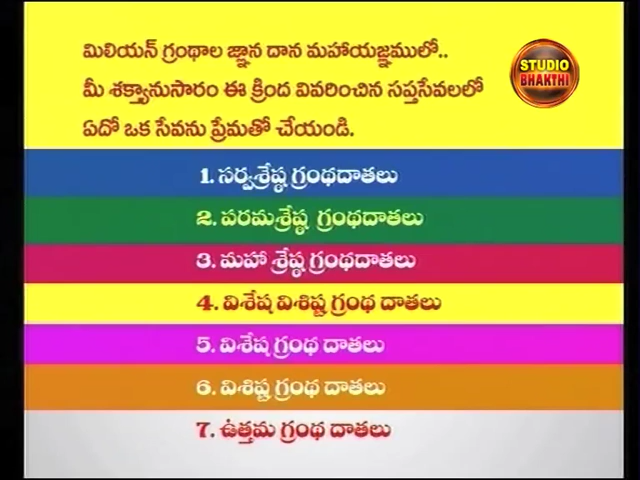 మిలియన్ గ్రంథాల జ్ఞాన దాన మహాయజ్ఞములో..
మీ శక్త్యానుసారం ఈ క్రింద వివరించిన సప్తసేవలలో
ఏదో ఒక సేవను ప్రేమతో చేయండి.
STUDIO
BHAKTHI
1. సర్వశ్రేష్ఠ గ్రంథదాతలు
2. పరమశ్రేష్ఠ గ్రంథదాతలు
3. మహా శ్రేష్ఠ గ్రంథదాతలు
4. విశేష విశిష్ట గ్రంథ దాతలు
5. విశేష గ్రంథ దాతలు
6. విశిష్ట గ్రంథ దాతలు
7. ఉత్తమ గ్రంథ దాతలు